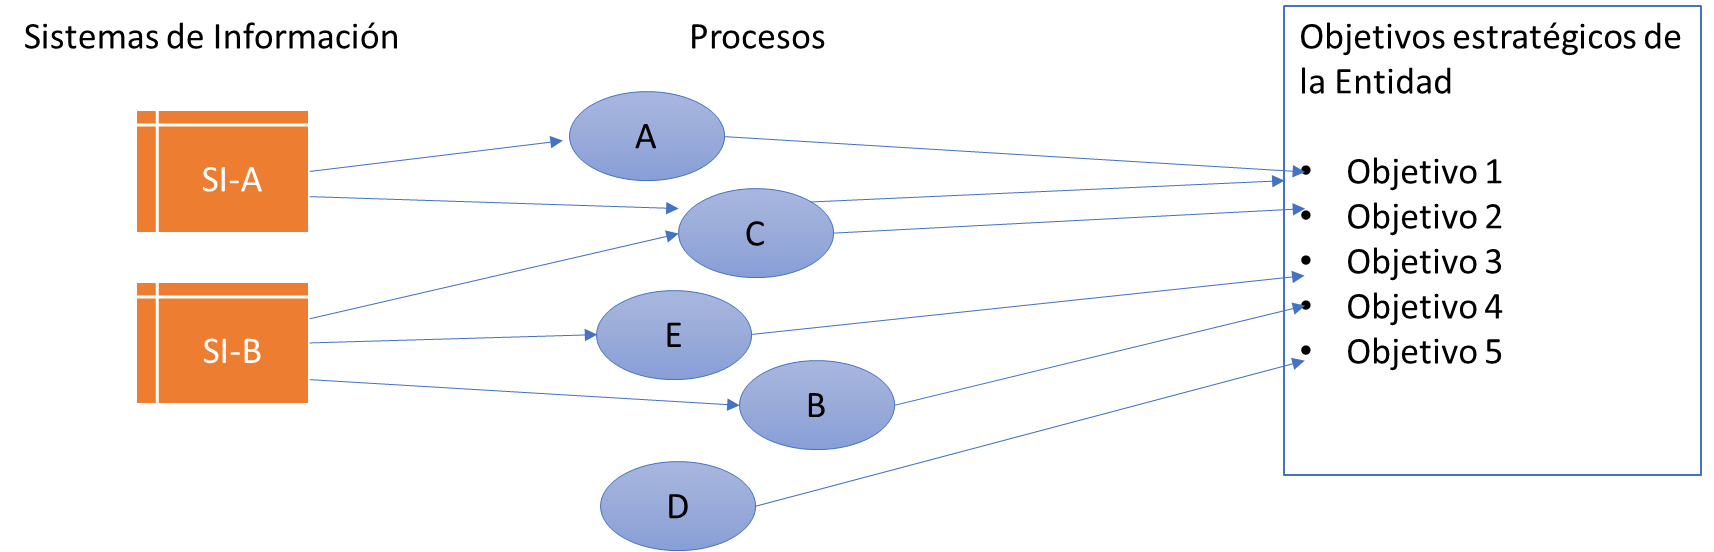 Sistemas de Información
Procesos
Objetivos estratégicos de
la Entidad
SI-A
A
C
SI-B
E
B
D
• Objetivo 1
• Objetivo 2
• Objetivo 3
• Objetivo 4
• Objetivo 5